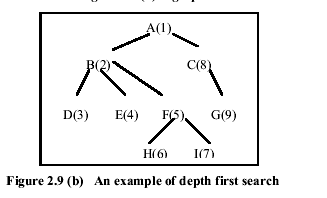 A(1)
B(2) C(8)
D(3) E(4) F(5) G(9)
H(6) I(7)
Figure 2.9 (b) An example of depth first search